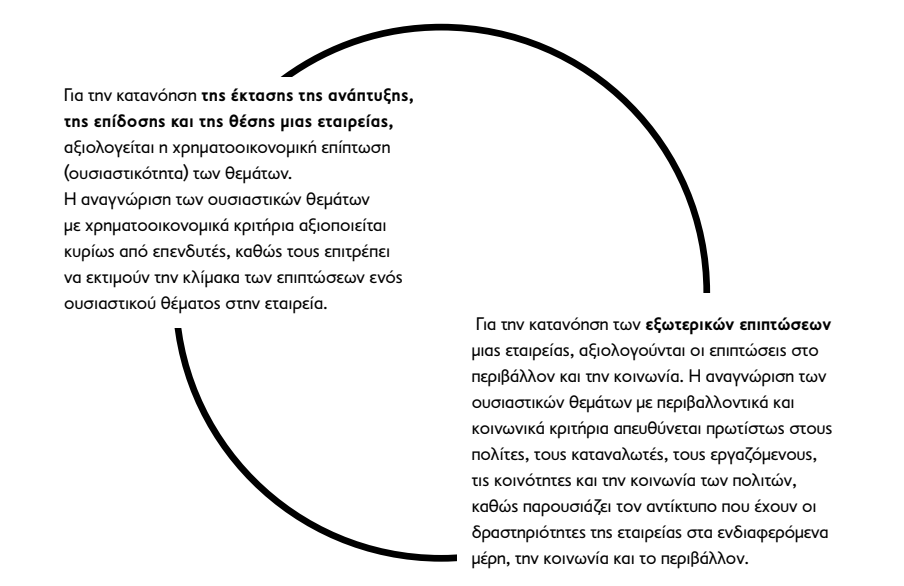 Για την κατανόηση της έκτασης της ανάπτυξης,
της επίδοσης και της θέσης μιας εταιρείας,
αξιολογείται η χρηματοοικονομική επίπτωση
(ουσιαστικότητα) των θεμάτων.
Η αναγνώριση των ουσιαστικών θεμάτων
με χρηματοοικονομικά κριτήρια αξιοποιείται
κυρίως από επενδυτές, καθώς τους επιτρέπει
να εκτιμούν την κλίμακα των επιπτώσεων ενός
ουσιαστικού θέματος στην εταιρεία.
Για την κατανόηση των εξωτερικών επιπτώσεων
μιας εταιρείας, αξιολογούνται οι επιπτώσεις στο
περιβάλλον και την κοινωνία. Η αναγνώριση των
ουσιαστικών θεμάτων με περιβαλλοντικά και
κοινωνικά κριτήρια απευθύνεται πρωτίστως στους
πολίτες, τους καταναλωτές, τους εργαζόμενους,
τις κοινότητες και την κοινωνία των πολιτών,
καθώς παρουσιάζει τον αντίκτυπο που έχουν οι
δραστηριότητες της εταιρείας στα ενδιαφερόμενα
μέρη, την κοινωνία και το περιβάλλον.